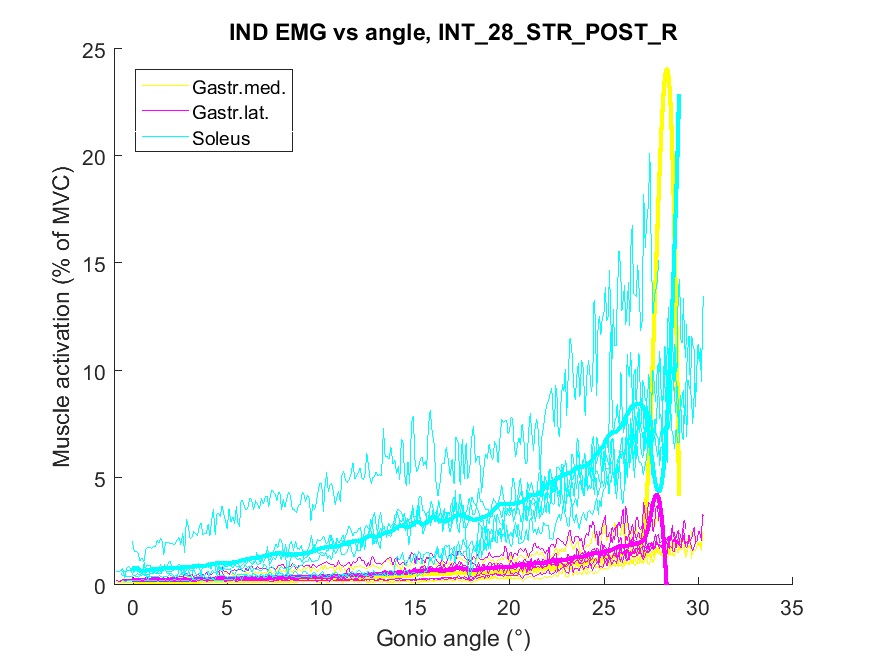 IND EMG vs angle, INT_28_STR_POST_R
25
20
15
10
5
0
Muscle activation (% of MVC)
Gastr.med.
Gastr.lat.
Soleus
0 5 10 15 20 25 30 35
Gonio angle (°)